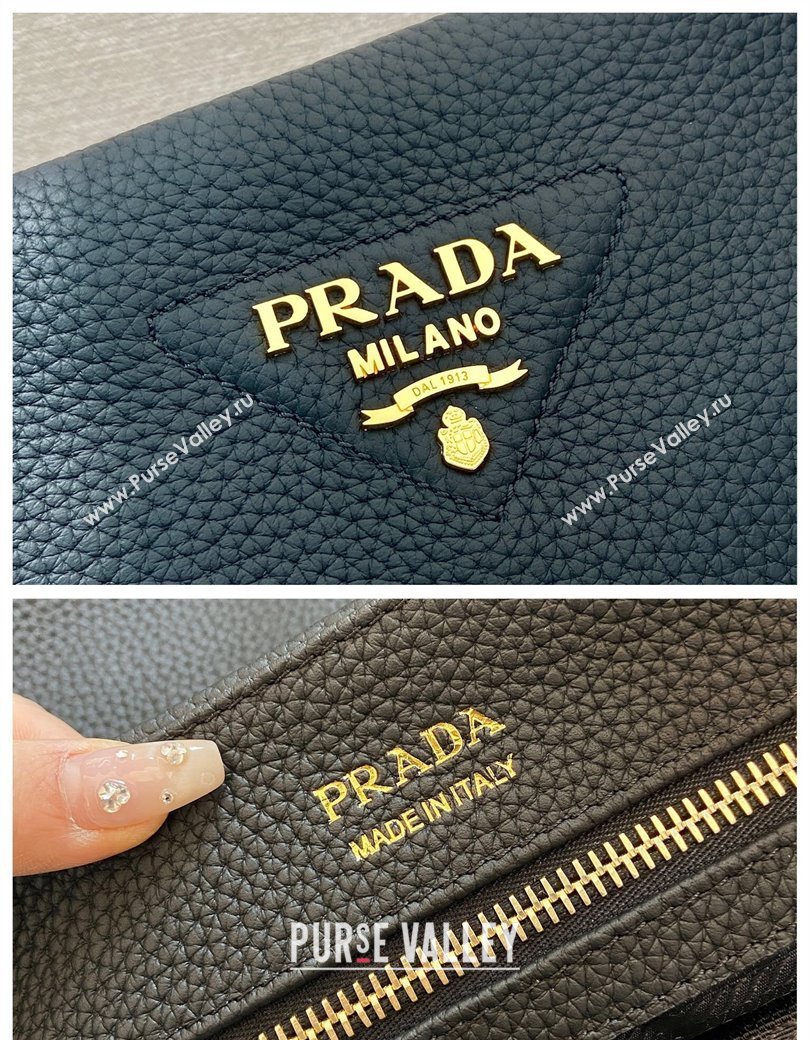 PRADA
MILANO
DAL 1913
www.PurseValley.ru
www.PurseValley.ru
PRADA
MADE IN ITALY
PURSE VALLEY